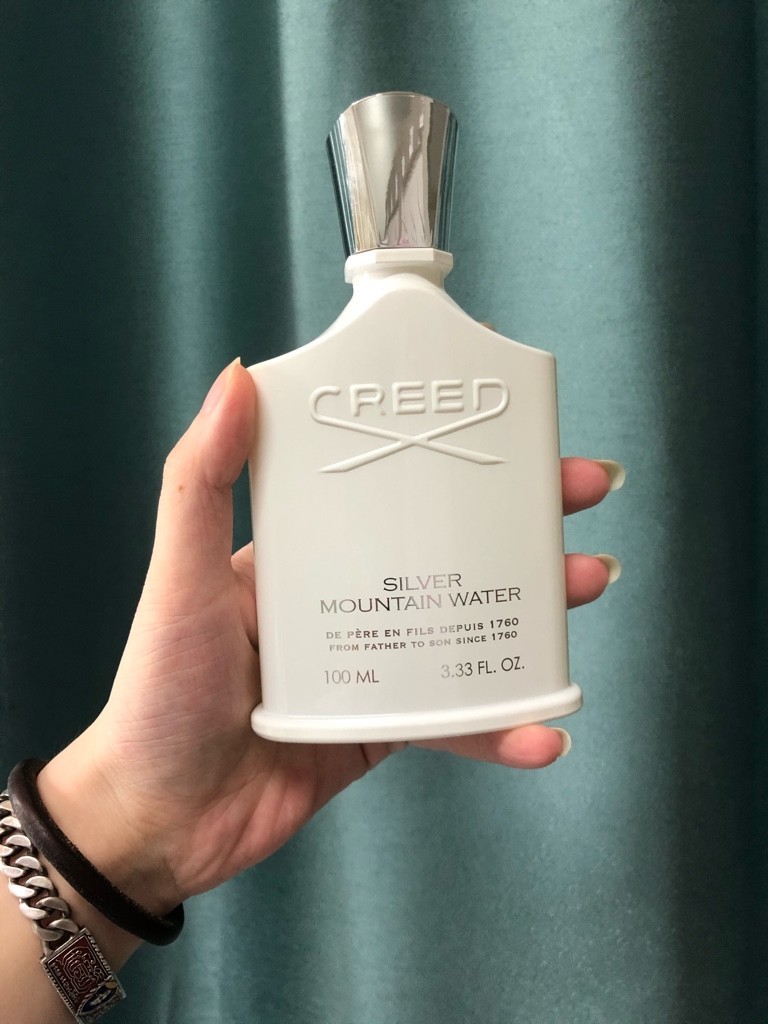 CREED
SILVER
MOUNTAIN WATER
DE PÈRE EN FILS DEPUIS 1760
FROM FATHER TO SON SINCE 1760
100 ML 3.33 FL. OZ.